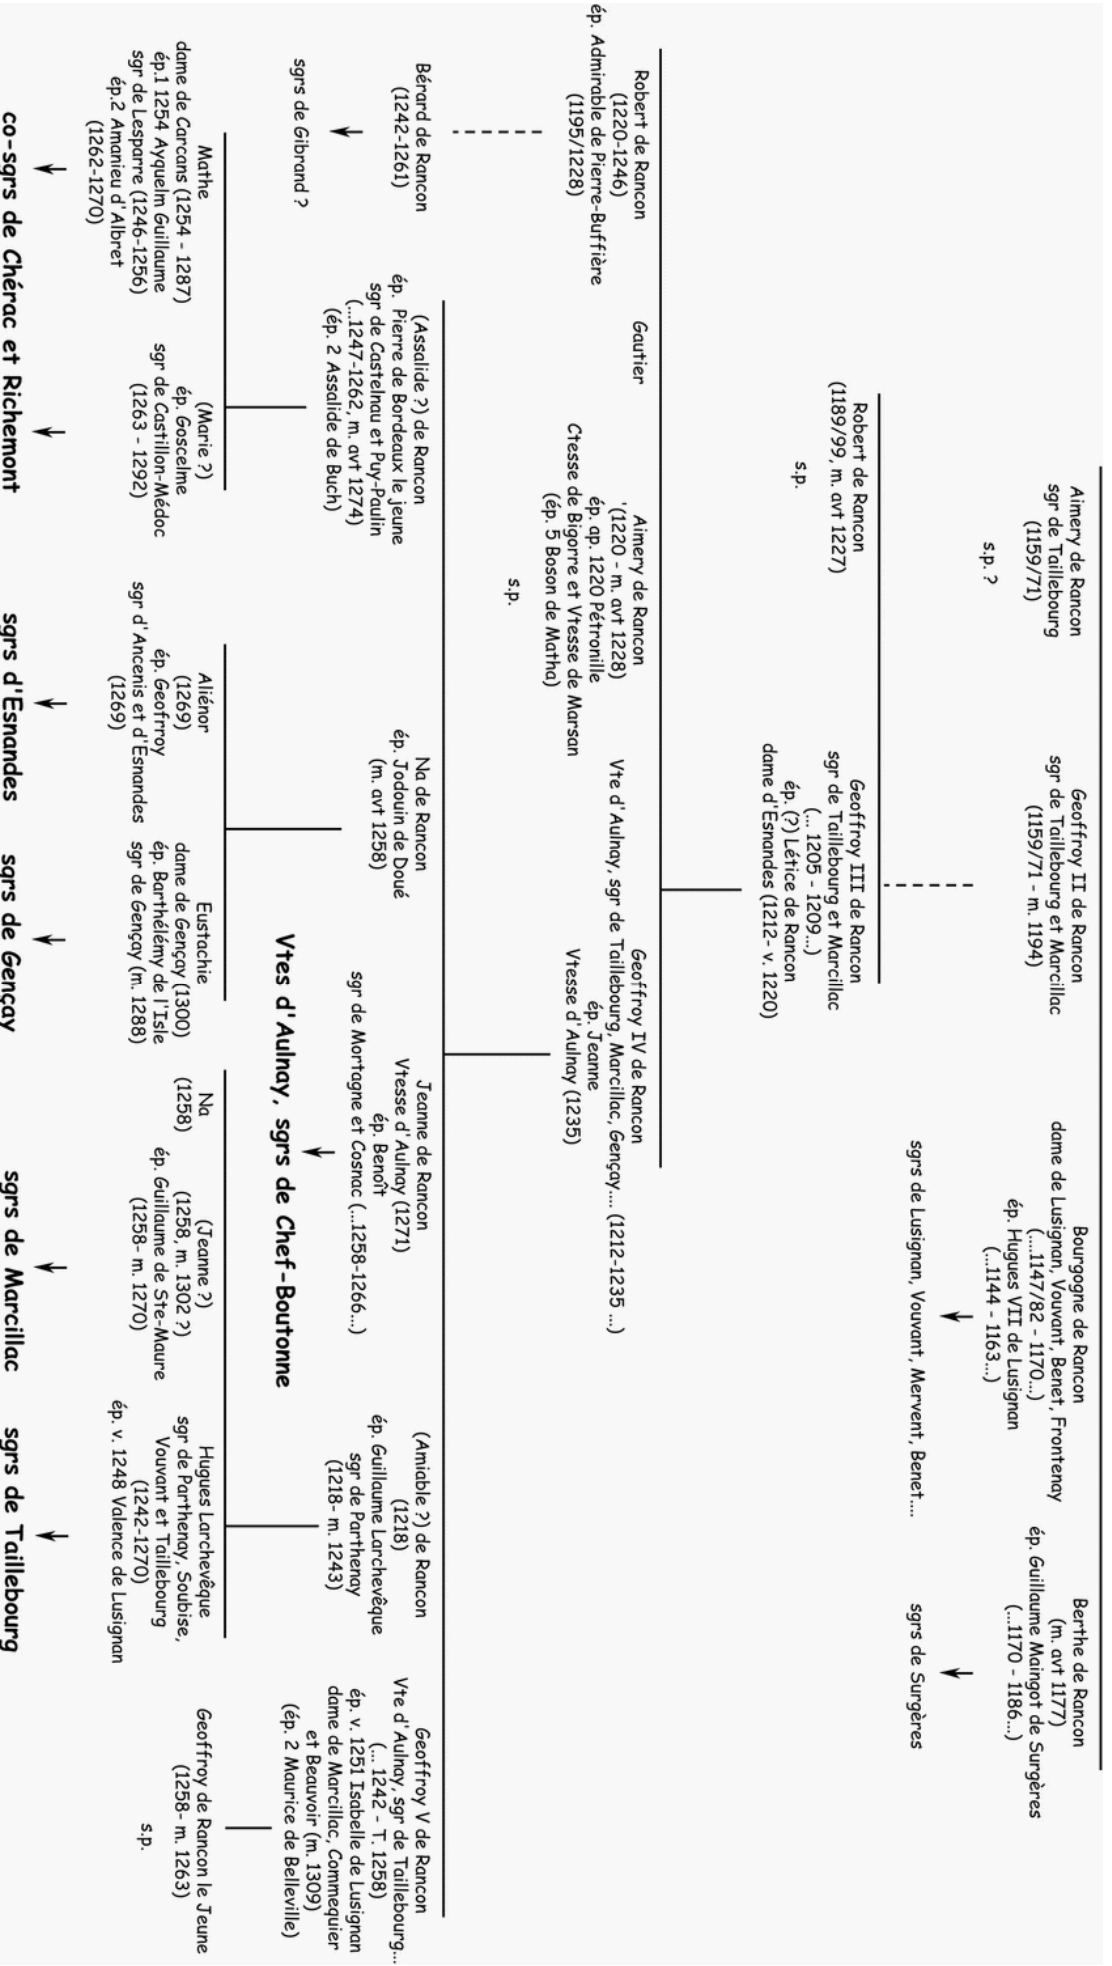 Aimery de Rancon
sgr de Taillebourg
(1159/71)
s.p. ?
Geoffroy II de Rancon
sgr de Taillebourg et Marcillac
(1159/71 - m. 1194)
Bourgogne de Rancon
dame de Lusignan, Vouvant, Benet, Frontenay
(....1147/82 - 1170...)
ép. Hugues VII de Lusignan
(...1144 - 1163...)
sgrs de Lusignan, Vouvant, Mervent, Benet....
Berthe de Rancon
(m. avt 1177)
ép. Guillaume Maingot de Surgères
(...1170 - 1186...)
sgrs de Surgères
Robert de Rancon
(1189/99, m. avt 1227)
s.p.
Geoffroy III de Rancon
sgr de Taillebourg et Marcillac
(... 1205 - 1209...)
ép. (?) Létice de Rancon
dame d'Esnandes (1212- v. 1220)
Robert de Rancon
(1220-1246)
ép. Admirable de Pierre-Buffière
(1195/1228)
Gautier
Aimery de Rancon
'(1220 - m. avt 1228)
ép. ap. 1220 Pétronille
Ctesse de Bigorre et Vtesse de Marsan
(ép. 5 Boson de Matha)
s.p.
Geoffroy IV de Rancon
Vte d'Aulnay, sgr de Taillebourg, Marcillac, Gençay.... (1212-1235 ...)
ép. Jeanne
Vtesse d'Aulnay (1235)
Bérard de Rancon
(1242-1261)
sgrs de Gibrand ?
(Assalide ?) de Rancon
ép. Pierre de Bordeaux le jeune
sgr de Castelnau et Puy-Paulin
(...1247-1262, m. avt 1274)
(ép. 2 Assalide de Buch)
Na de Rancon
ép. Jodouin de Doué
(m. avt 1258)
Jeanne de Rancon
Vtesse d'Aulnay (1271)
ép. Benoît
sgr de Mortagne et Cosnac (...1258-1266...)
Vtes d'Aulnay, sgrs de Chef-Boutonne
(Amiable ?) de Rancon
(1218)
ép. Guillaume Larchevêque
sgr de Parthenay
(1218- m. 1243)
Geoffroy V de Rancon
Vte d'Aulnay, sgr de Taillebourg...
(... 1242 - T. 1258)
ép. v. 1251 Isabelle de Lusignan
dame de Marcillac, Commequier
et Beauvoir (m. 1309)
(ép. 2 Maurice de Belleville)
Mathe
dame de Carcans (1254 - 1287)
ép.1 1254 Ayquelm Guillaume
sgr de Lesparre (1246-1256)
ép.2 Amanieu d'Albret
(1262-1270)
(Marie ?)
ép. Goscelme
sgr de Castillon-Médoc
(1263 - 1292)
Aliénor
(1269)
ép. Geofrroy
sgr d'Ancenis et d'Esnandes
(1269)
Eustachie
dame de Gençay (1300)
ép. Barthélémy de l'Isle
sgr de Gençay (m. 1288)
Na
(1258)
(Jeanne ?)
(1258, m. 1302 ?)
ép. Guillaume de Ste-Maure
(1258- m. 1270)
Hugues Larchevêque
sgr de Parthenay, Soubise,
Vouvant et Taillebourg
(1242-1270)
ép. v. 1248 Valence de Lusignan
Geoffroy de Rancon le Jeune
(1258- m. 1263)
s.p.
co-sgrs de Chérac et Richemont
sgrs d'Esnandes
sgrs de Gençay
sgrs de Marcillac
sgrs de Taillebourg